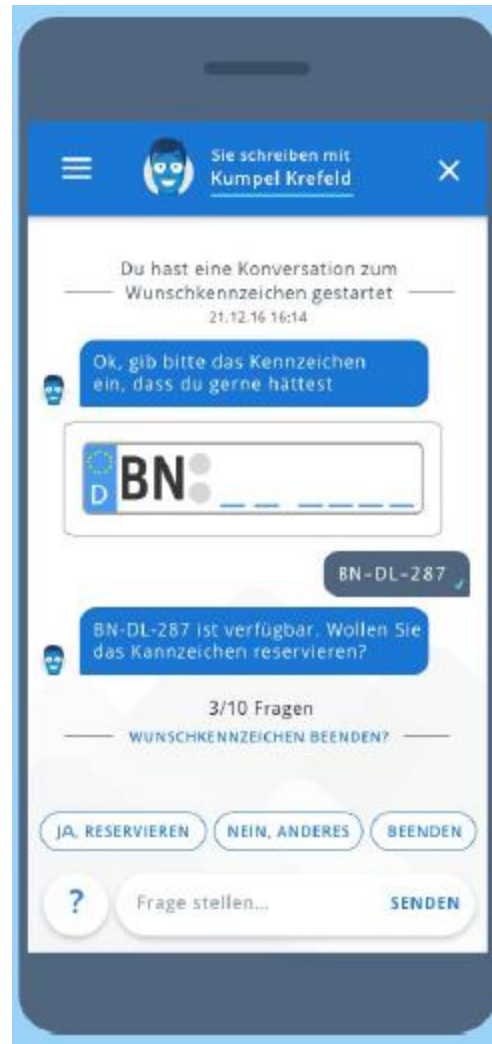 Sie schreiben mit
Kumpel Krefeld
Du hast eine Konversation zum
Wunschkennzeichen gestartet
21.12.16 16:14
Ok, gib bitte das Kennzeichen
ein, dass du gerne hättest
D
BN
BN-DL-287
BN-DL-287 ist verfügbar. Wollen Sie
das Kannzeichen reservieren?
3/10 Fragen
WUNSCHKENNZEICHEN BEENDEN?
JA, RESERVIEREN NEIN, ANDERES BEENDEN
? Frage stellen... SENDEN